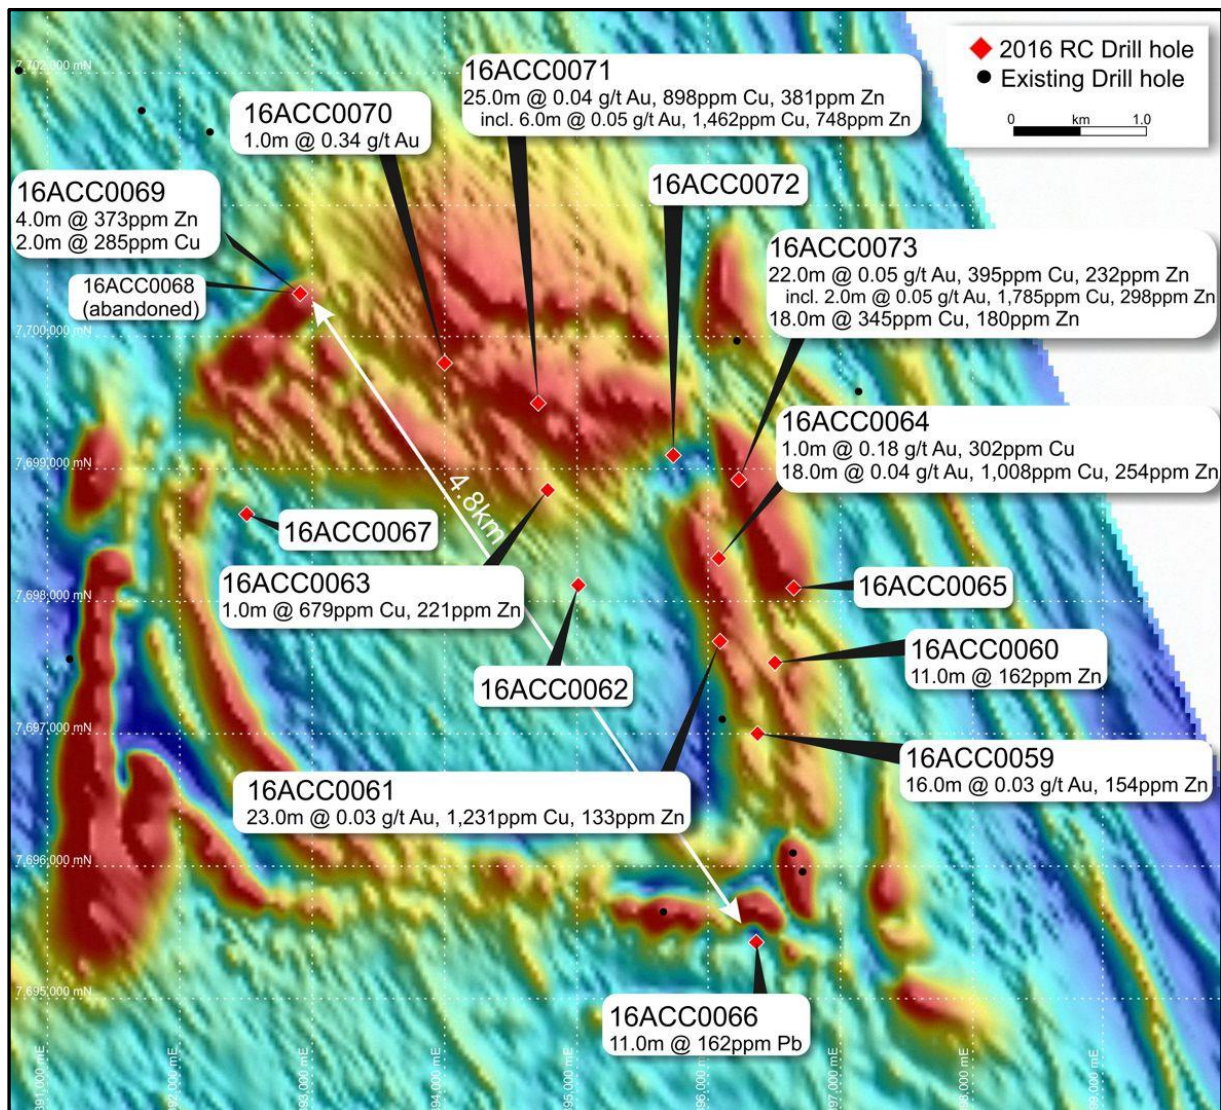 2016 RC Drill hole
Existing Drill hole
0 km 1.0
7,702,000 mN
16ACC0071
25.0m @ 0.04 g/t Au, 898ppm Cu, 381ppm Zn
incl. 6.0m @ 0.05 g/t Au, 1,462ppm Cu, 748ppm Zn
16ACC0070
1.0m @ 0.34 g/t Au
16ACC0072
16ACC0069
4.0m @ 373ppm Zn
2.0m @ 285ppm Cu
16ACC0068
(abandoned)
16ACC0073
22.0m @ 0.05 g/t Au, 395ppm Cu, 232ppm Zn
incl. 2.0m @ 0.05 g/t Au, 1,785ppm Cu, 298ppm Zn
18.0m @ 345ppm Cu, 180ppm Zn
7,700,000 mN
16ACC0064
1.0m @ 0.18 g/t Au, 302ppm Cu
18.0m @ 0.04 g/t Au, 1,008ppm Cu, 254ppm Zn
7,699,000 mN
4.8km
16ACC0067
16ACC0063
1.0m @ 679ppm Cu, 221ppm Zn
16ACC0065
7,698,000 mN
16ACC0060
11.0m @ 162ppm Zn
16ACC0062
7,697,000 mN
16ACC0059
16.0m @ 0.03 g/t Au, 154ppm Zn
16ACC0061
23.0m @ 0.03 g/t Au, 1,231ppm Cu, 133ppm Zn
7,696,000 mN
7,695,000 mN
16ACC0066
11.0m @ 162ppm Pb